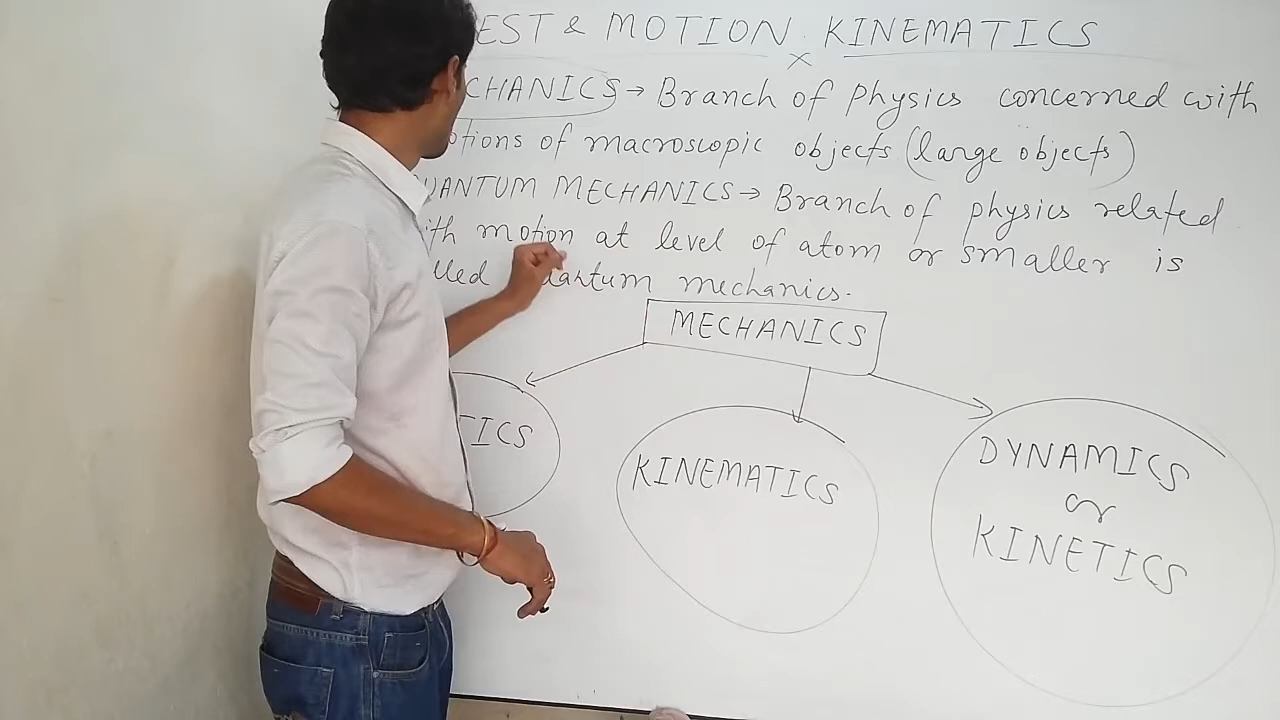 EST & MOTION KINEMATICS
×
CHANICS → Branch of physics concerned with
otions of macroscopic objects (large objects)
UANTUM MECHANICS → Branch of physics related
ith motion at level of atom or smaller is
lled uantum mechanics.
MECHANICS
TICS
KINEMATICS
DYNAMICS
or
KINETICS